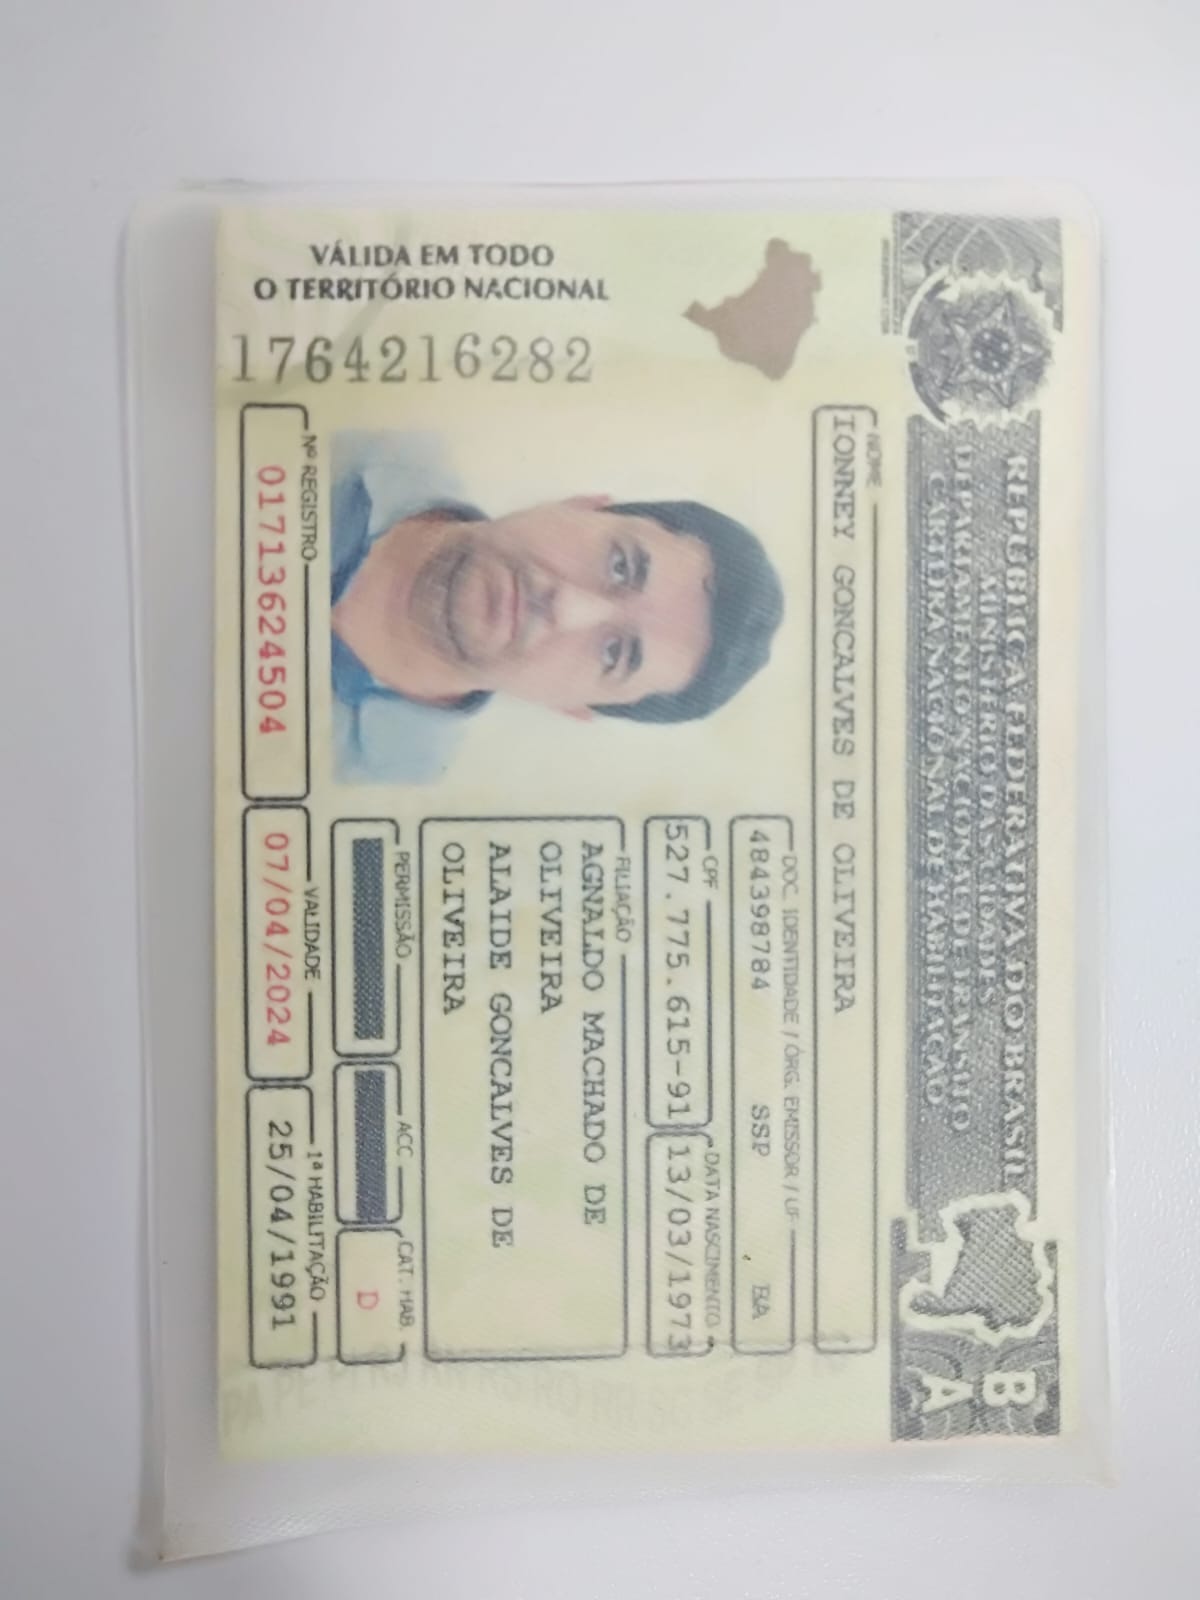 REPÚBLICA FEDERATIVA DO BRASIL
MINISTÉRIO DAS CIDADES
DEPARTAMENTO NACIONAL DE TRÂNSITO
CARTEIRA NACIONAL DE HABILITAÇÃO
BA
NOME
IONNEY GONCALVES DE OLIVEIRA
DOC. IDENTIDADE / ÓRG. EMISSOR / UF
484398784 SSP BA
CPF
527.775.615-91
DATA NASCIMENTO
13/03/1973
FILIAÇÃO
AGNALDO MACHADO DE
OLIVEIRA
ALAIDE GONCALVES DE
OLIVEIRA
PERMISSÃO
ACC
CAT. HAB.
D
Nº REGISTRO
01713624504
VALIDADE
07/04/2024
1ª HABILITAÇÃO
25/04/1991
VÁLIDA EM TODO
O TERRITÓRIO NACIONAL
1764216282